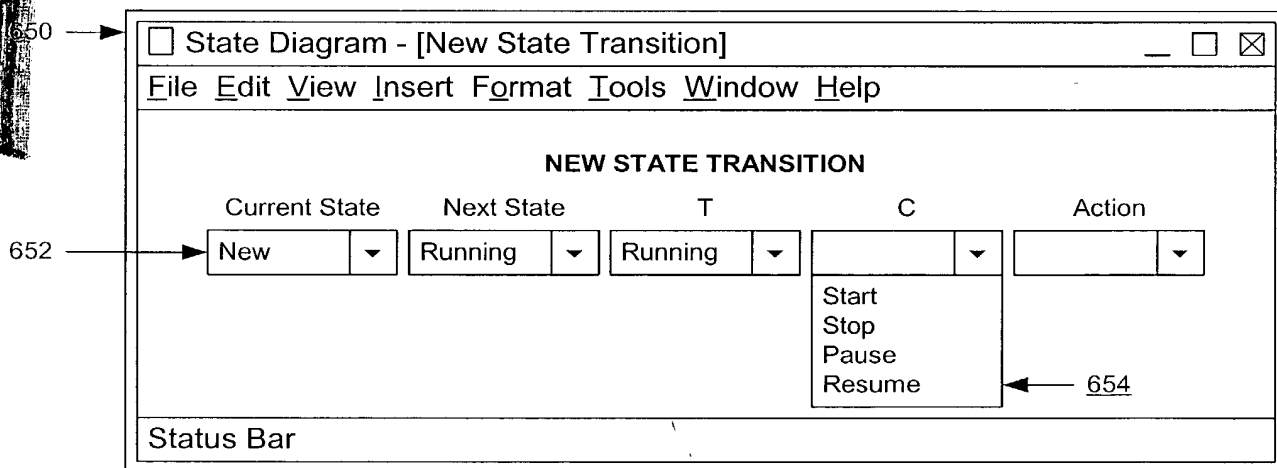 650
State Diagram - [New State Transition]
File Edit View Insert Format Tools Window Help
NEW STATE TRANSITION
Current State Next State T C Action
652 New Running Running
Start
Stop
Pause
Resume 654
Status Bar